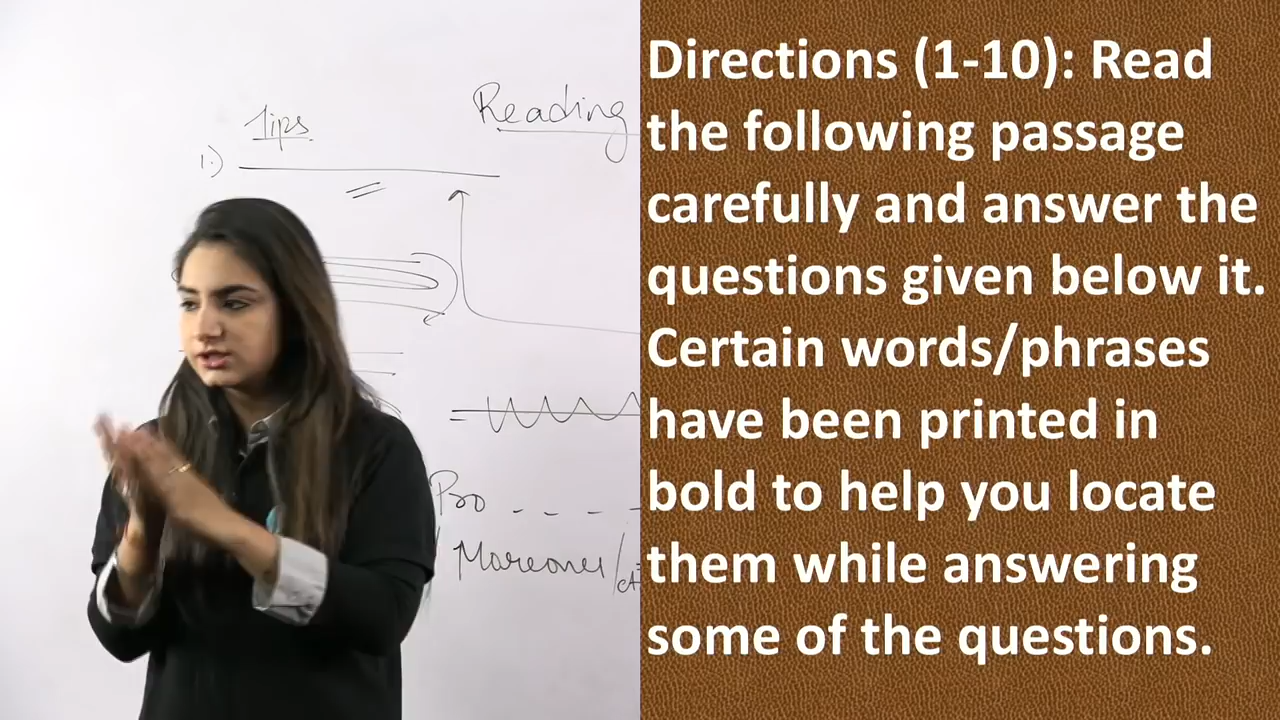 Tips
Reading
1.)
Pro - - - -
Moreover/
Directions (1-10): Read
the following passage
carefully and answer the
questions given below it.
Certain words/phrases
have been printed in
bold to help you locate
them while answering
some of the questions.